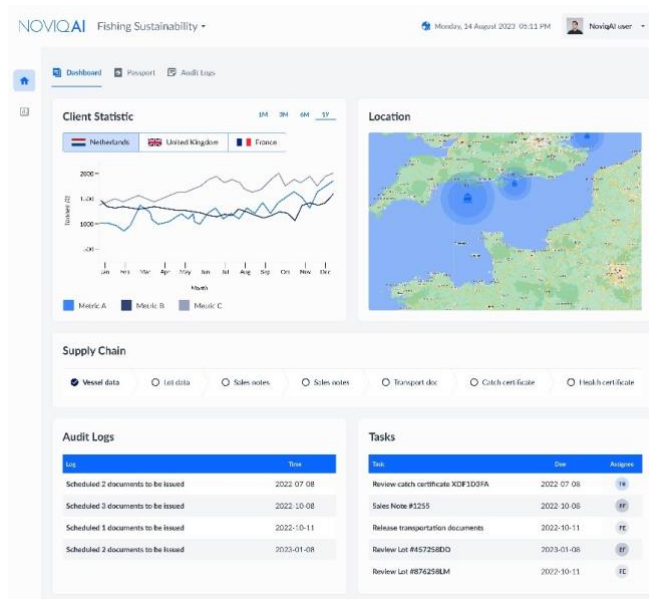 NOVIQAI Fishing Sustainability
Monday, 14 August 2023 05:11 PM NoviqAI user
Dashboard Passport Audit Logs
Client Statistic 1M 3M 6M 1Y
Netherlands United Kingdom France
2000
1000
Jan Feb Mar Apr May Jun Jul Aug Sep Oct Nov Dec
Month
Metric A Metric B Metric C
Location
Supply Chain
Vessel data Lot data Sales notes Sales notes Transport doc Catch certificate Health certificate
Audit Logs
Log Time
Scheduled 2 documents to be issued 2022-07-08
Scheduled 3 documents to be issued 2022-10-08
Scheduled 1 documents to be issued 2022-10-11
Scheduled 2 documents to be issued 2023-01-08
Tasks
Task Due Assignee
Review catch certificate 2022-07-08
Sales Note #1255 2022-10-08 EF
Release transportation documents 2022-10-11 FE
Review Lot #457258DO 2023-01-08 EF
Review Lot #876258LM 2022-10-11 FE